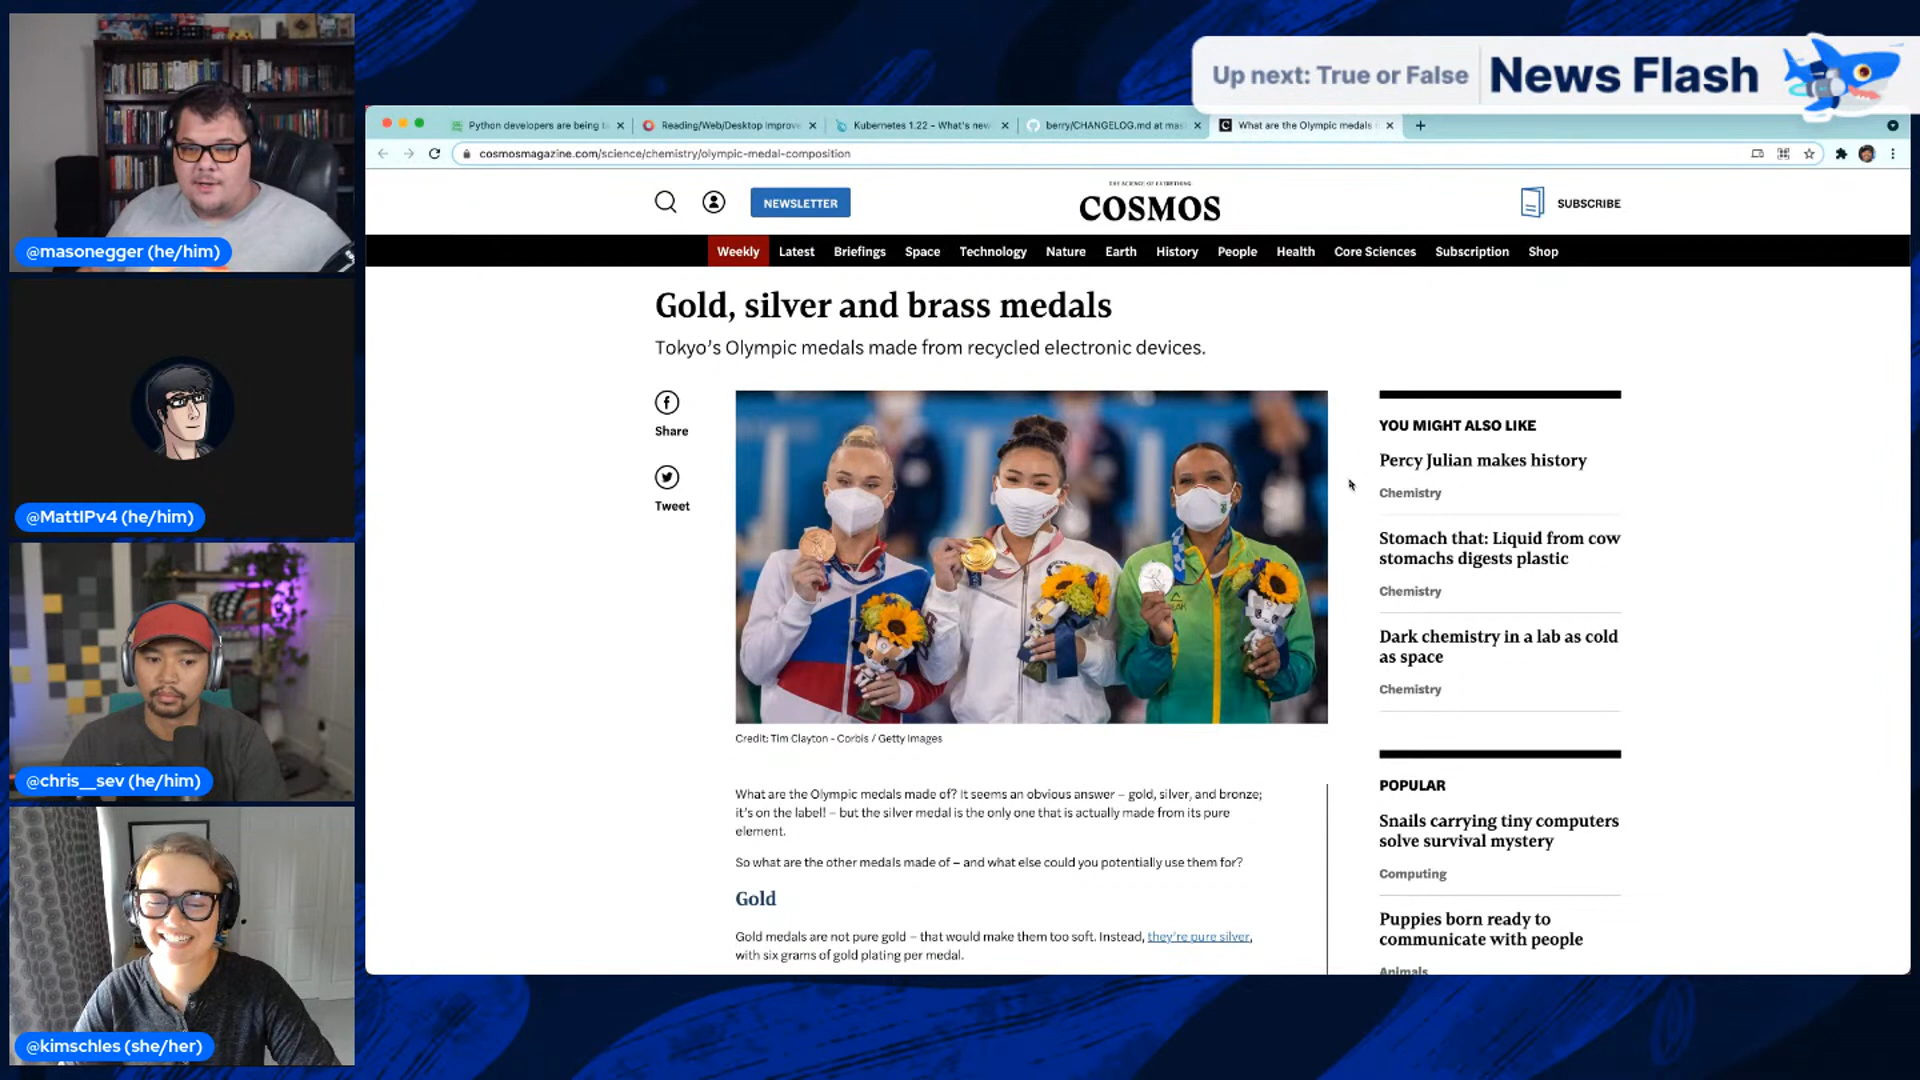 Up next: True or False
News Flash
@masonegger (he/him)
@MattIPv4 (he/him)
@chris__sev (he/him)
@kimschles (she/her)
Python developers are being t
Reading/Web/Desktop Improve
Kubernetes 1.22 - What's new
berry/CHANGELOG.md at mas
What are the Olympic medals
cosmosmagazine.com/science/chemistry/olympic-medal-composition
NEWSLETTER
THE SCIENCE OF EVERYTHING
COSMOS
SUBSCRIBE
Weekly Latest Briefings Space Technology Nature Earth History People Health Core Sciences Subscription Shop
Gold, silver and brass medals
Tokyo's Olympic medals made from recycled electronic devices.
Share
Tweet
Credit: Tim Clayton - Corbis / Getty Images
What are the Olympic medals made of? It seems an obvious answer – gold, silver, and bronze;
it's on the label! – but the silver medal is the only one that is actually made from its pure
element.
So what are the other medals made of – and what else could you potentially use them for?
Gold
Gold medals are not pure gold – that would make them too soft. Instead, they're pure silver,
with six grams of gold plating per medal.
YOU MIGHT ALSO LIKE
Percy Julian makes history
Chemistry
Stomach that: Liquid from cow
stomachs digests plastic
Chemistry
Dark chemistry in a lab as cold
as space
Chemistry
POPULAR
Snails carrying tiny computers
solve survival mystery
Computing
Puppies born ready to
communicate with people
Animals